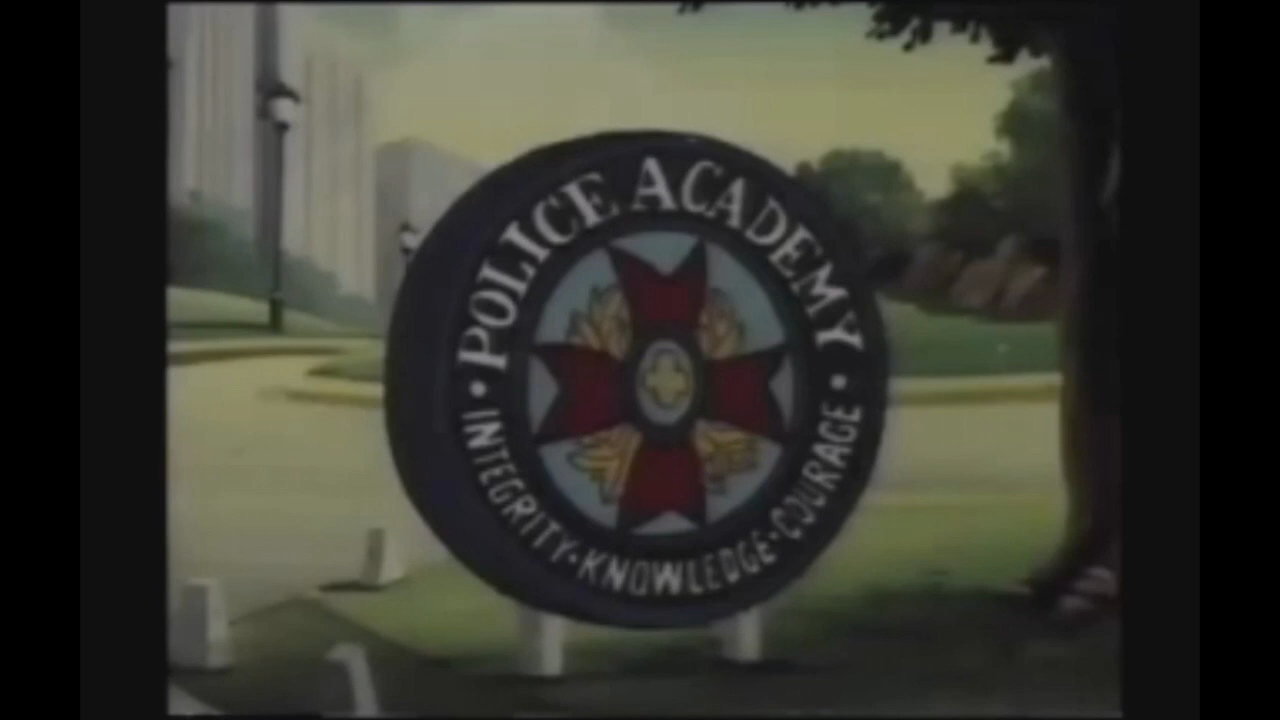 POLICE ACADEMY
• INTEGRITY • KNOWLEDGE • COURAGE •